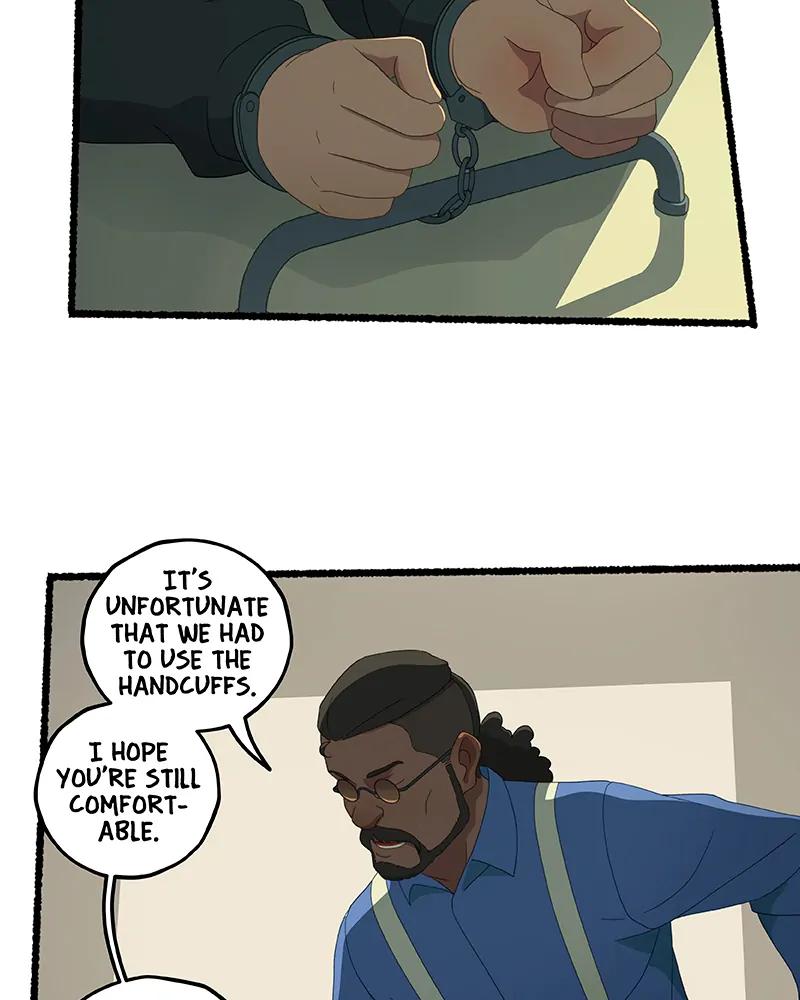 IT'S
UNFORTUNATE
THAT WE HAD
TO USE THE
HANDCUFFS.
I HOPE
YOU'RE STILL
COMFORT-
ABLE.